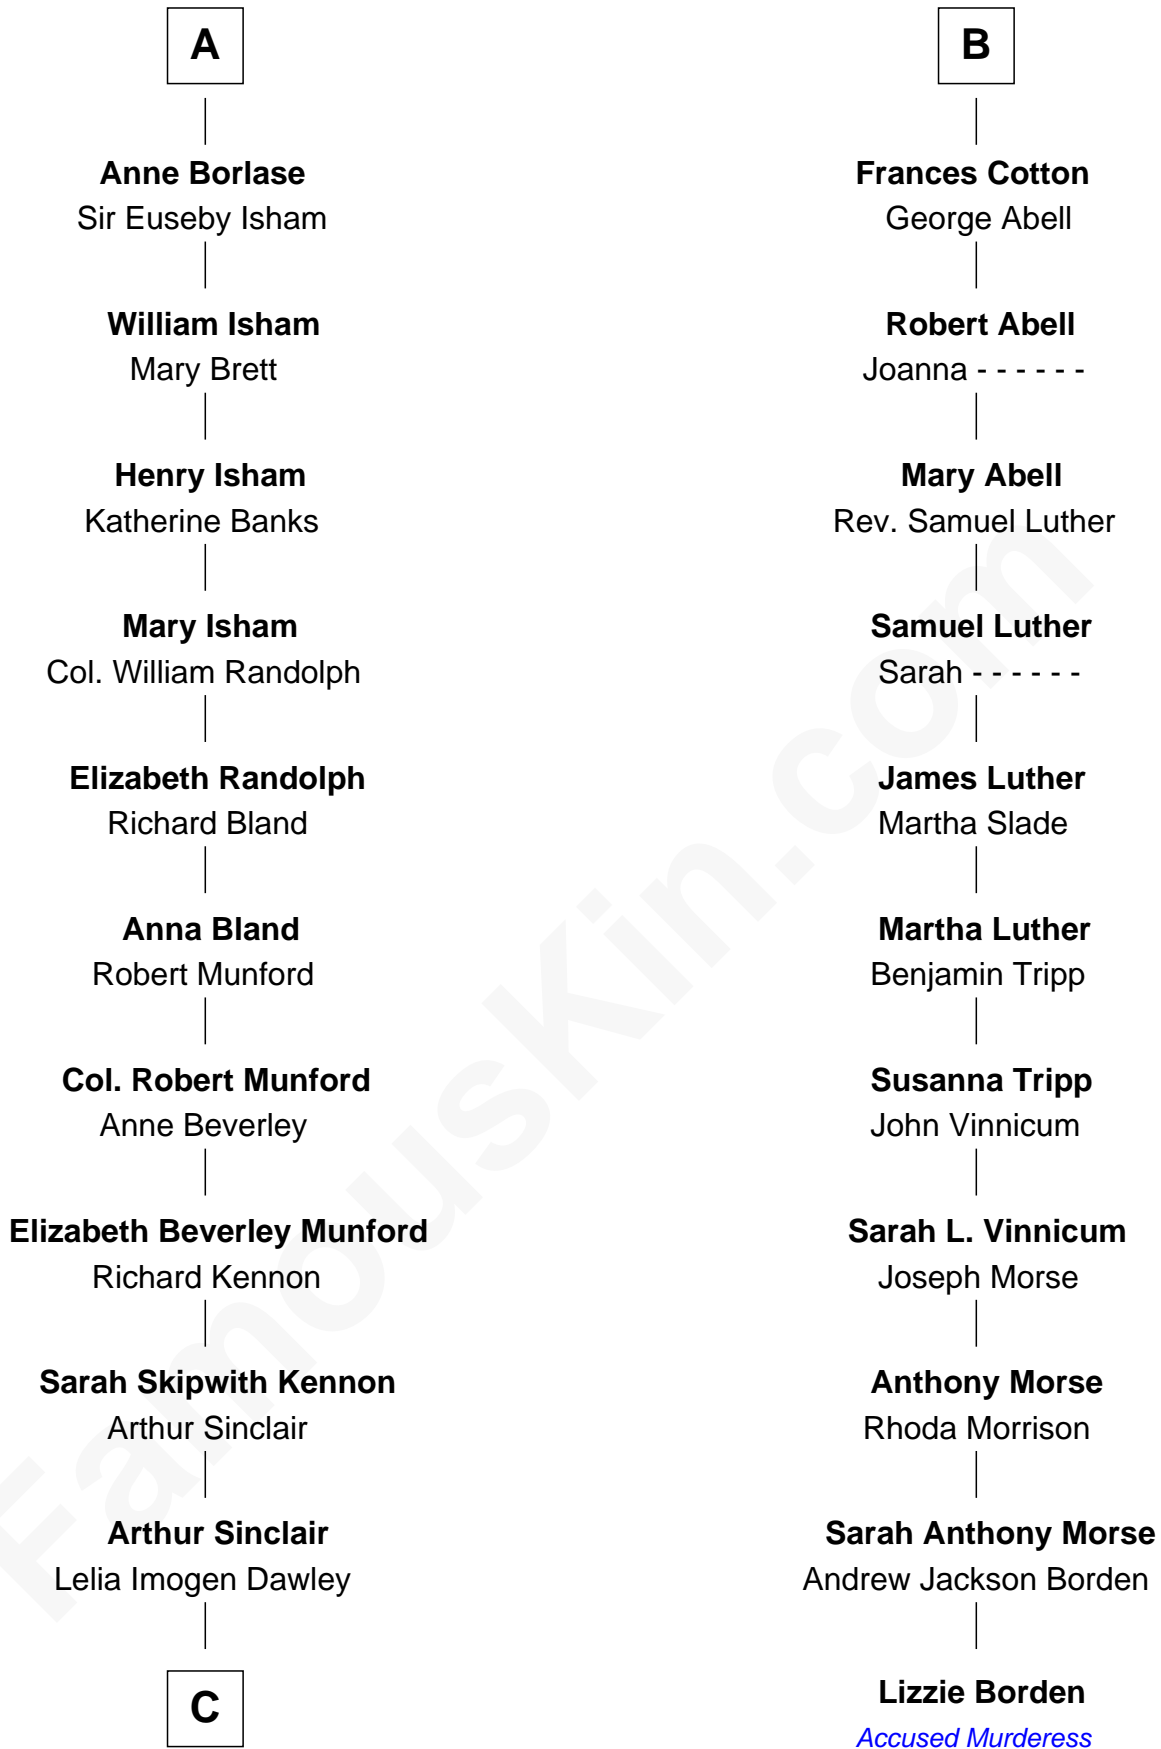 A
Anne Borlase
Sir Euseby Isham
William Isham
Mary Brett
Henry Isham
Katherine Banks
Mary Isham
Col. William Randolph
Elizabeth Randolph
Richard Bland
Anna Bland
Robert Munford
Col. Robert Munford
Anne Beverley
Elizabeth Beverley Munford
Richard Kennon
Sarah Skipwith Kennon
Arthur Sinclair
Arthur Sinclair
Lelia Imogen Dawley
C
B
Frances Cotton
George Abell
Robert Abell
Joanna - - - - - -
Mary Abell
Rev. Samuel Luther
Samuel Luther
Sarah - - - - - -
James Luther
Martha Slade
Martha Luther
Benjamin Tripp
Susanna Tripp
John Vinnicum
Sarah L. Vinnicum
Joseph Morse
Anthony Morse
Rhoda Morrison
Sarah Anthony Morse
Andrew Jackson Borden
Lizzie Borden
Accused Murderess
FamousKin.com